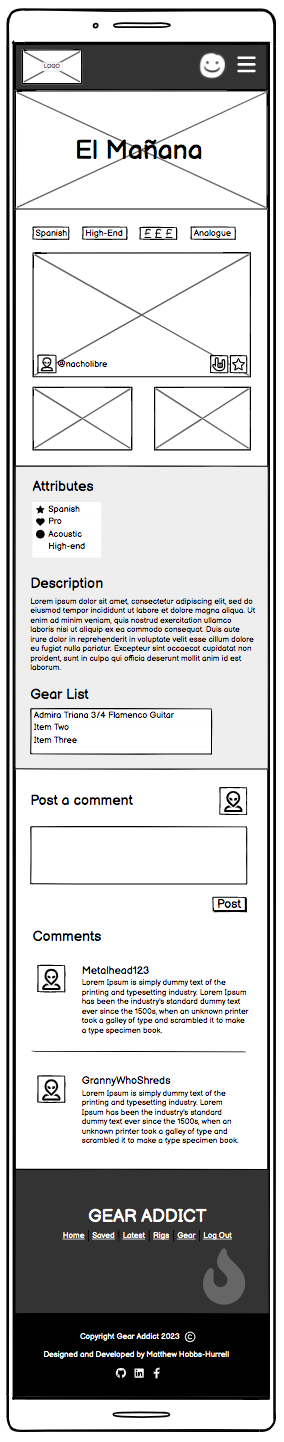 LOGO
El Mañana
Spanish High-End £ £ £ Analogue
@nacholibre
Attributes
Spanish
Pro
Acoustic
High-end
Description
Lorem ipsum dolor sit amet, consectetur adipiscing elit, sed do
eiusmod tempor incididunt ut labore et dolore magna aliqua. Ut
enim ad minim veniam, quis nostrud exercitation ullamco
laboris nisi ut aliquip ex ea commodo consequat. Duis aute
irure dolor in reprehenderit in voluptate velit esse cillum dolore
eu fugiat nulla pariatur. Excepteur sint occaecat cupidatat non
proident, sunt in culpa qui officia deserunt mollit anim id est
laborum.
Gear List
Admira Triana 3/4 Flamenco Guitar
Item Two
Item Three
Post a comment
Post
Comments
Metalhead123
Lorem Ipsum is simply dummy text of the
printing and typesetting industry. Lorem Ipsum
has been the industry's standard dummy text
ever since the 1500s, when an unknown printer
took a galley of type and scrambled it to make
a type specimen book.
GrannyWhoShreds
Lorem Ipsum is simply dummy text of the
printing and typesetting industry. Lorem
Ipsum has been the industry's standard
dummy text ever since the 1500s, when an
unknown printer took a galley of type and
scrambled it to make a type specimen book.
GEAR ADDICT
Home | Saved | Latest | Rigs | Gear | Log Out
Copyright Gear Addict 2023 ©
Designed and Developed by Matthew Hobbs-Hurrell